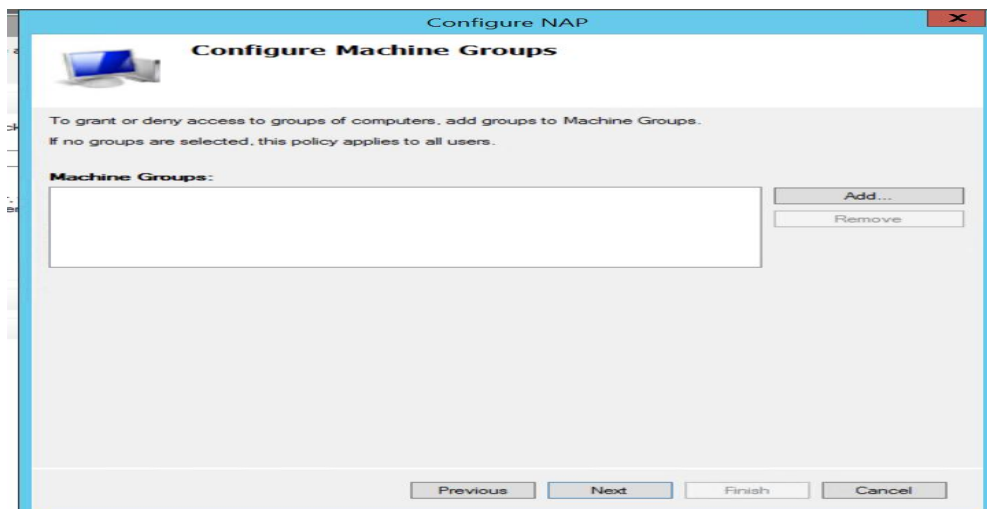 Configure NAP
Configure Machine Groups
To grant or deny access to groups of computers, add groups to Machine Groups.
If no groups are selected, this policy applies to all users.
Machine Groups:
Add...
Remove
Previous Next Finish Cancel